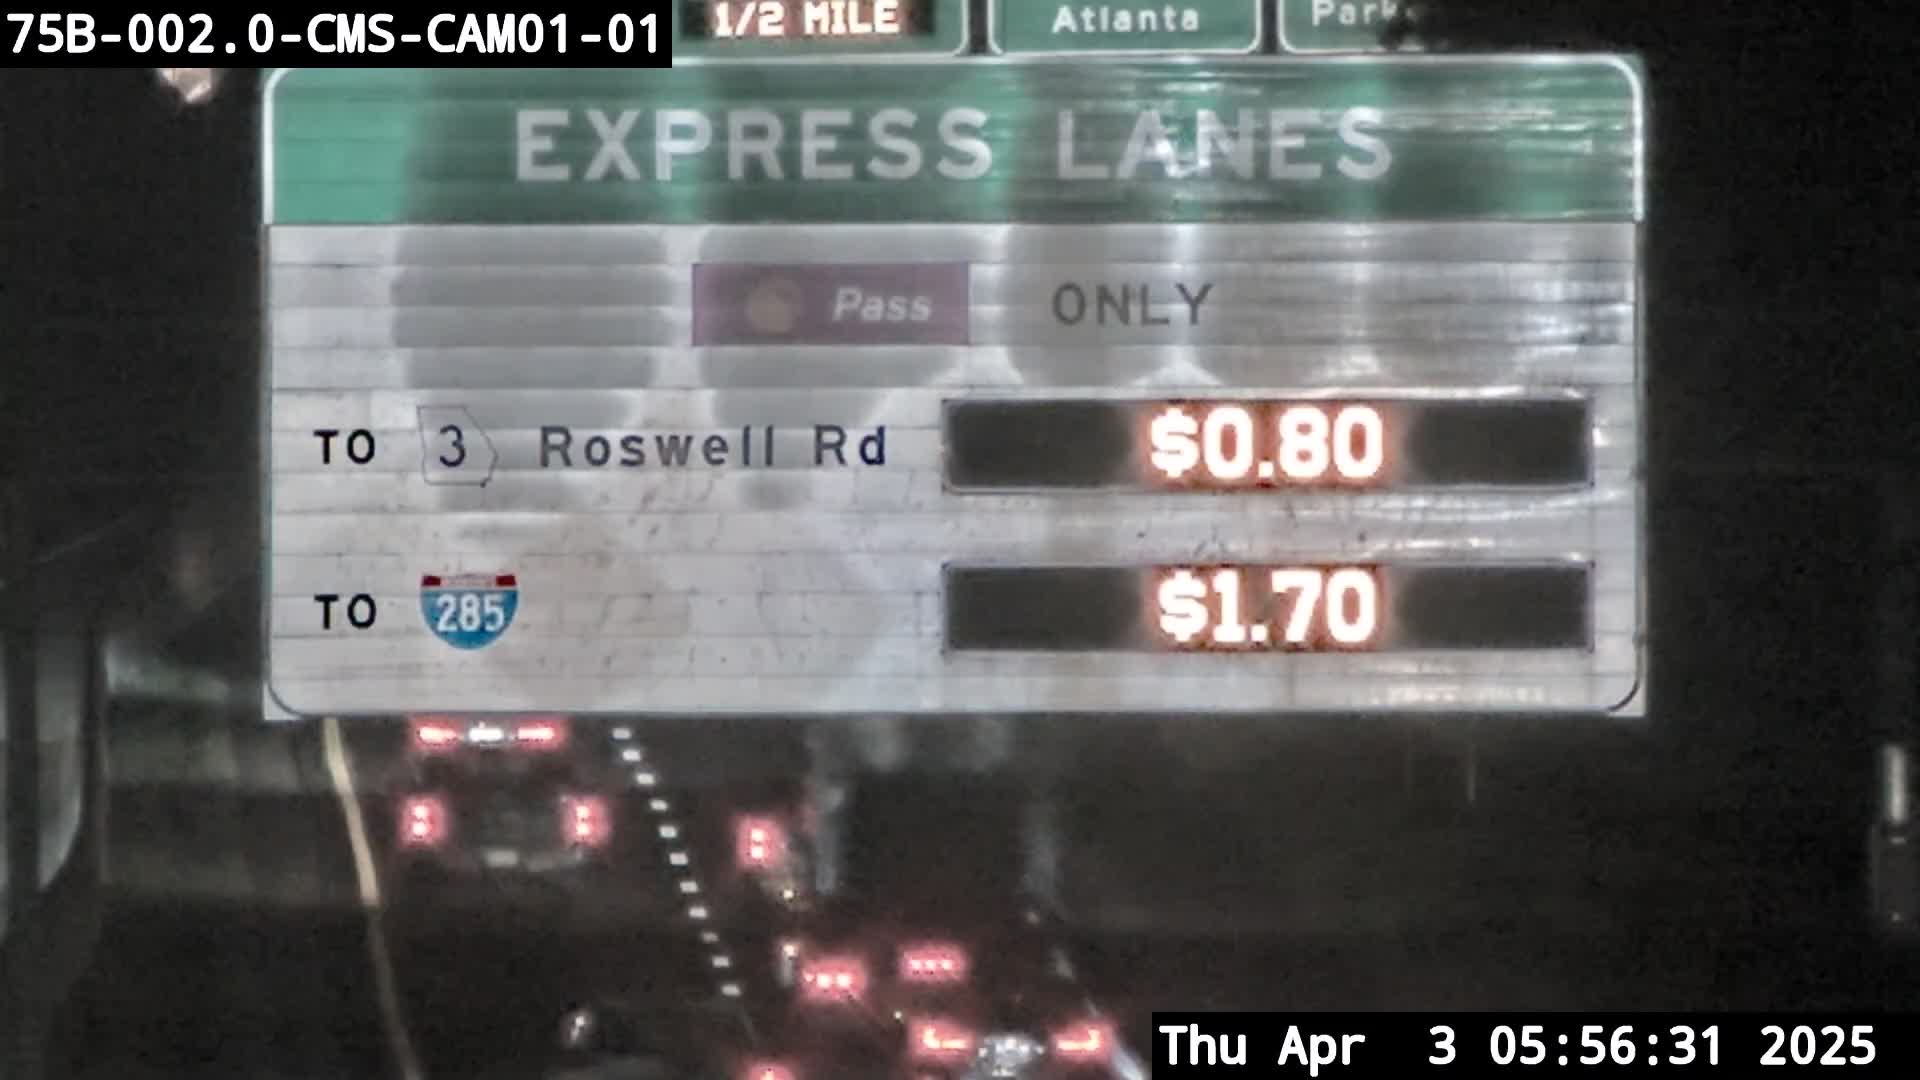 75B-002.0-CMS-CAM01-01
1/2 MILE
Atlanta
Park
EXPRESS LANES
Pass ONLY
TO 3 Roswell Rd $0.80
TO 285 $1.70
Thu Apr 3 05:56:31 2025